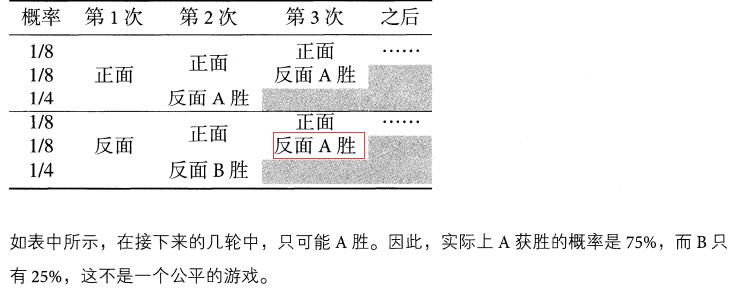 概率 第1次 第2次 第3次 之后
1/8 正面 ……
1/8 正面 正面 反面 A 胜
1/4 反面 A 胜
1/8 正面 ……
1/8 反面 正面 反面 A 胜
1/4 反面 B 胜
如表中所示，在接下来的几轮中，只可能 A 胜。因此，实际上 A 获胜的概率是 75%，而 B 只
有 25%，这不是一个公平的游戏。